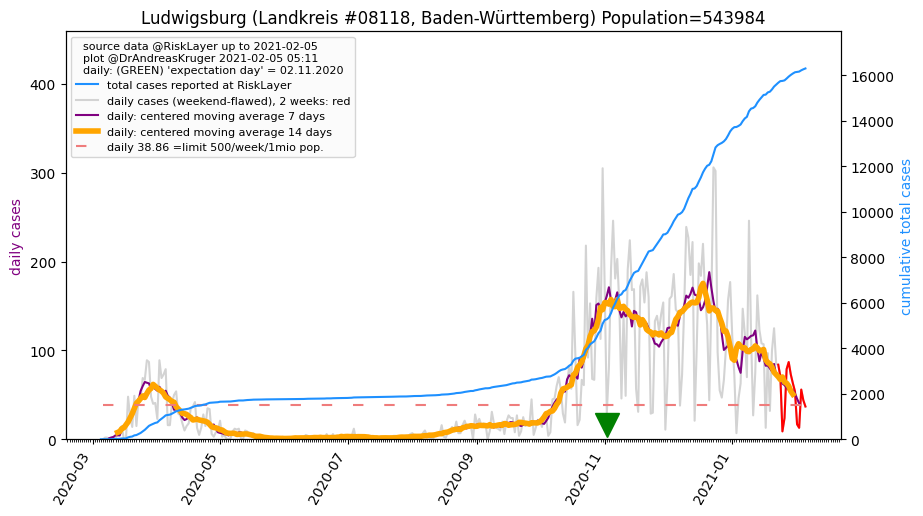 Ludwigsburg (Landkreis #08118, Baden-Württemberg) Population=543984
source data @RiskLayer up to 2021-02-05
plot @DrAndreasKruger 2021-02-05 05:11
daily: (GREEN) 'expectation day' = 02.11.2020
total cases reported at RiskLayer
daily cases (weekend-flawed), 2 weeks: red
daily: centered moving average 7 days
daily: centered moving average 14 days
daily 38.86 =limit 500/week/1mio pop.
daily cases
400
300
200
100
0
cumulative total cases
16000
14000
12000
10000
8000
6000
4000
2000
0
2020-03
2020-05
2020-07
2020-09
2020-11
2021-01